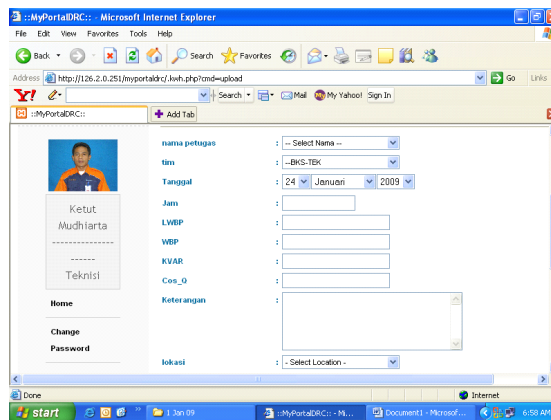 ::MyPortalDRC:: - Microsoft Internet Explorer
File Edit View Favorites Tools Help
Back Search Favorites
Address http://126.2.0.251/myportaldrc/.kwh.php?cmd=upload Go Links
Y! Search Mail My Yahoo! Sign In
::MyPortalDRC:: Add Tab
nama petugas : -- Select Nama --
tim : --BKS-TEK
Tanggal : 24 Januari 2009
Jam :
LWBP :
WBP :
KVAR :
Cos_Q :
Keterangan :
lokasi : - Select Location -
Ketut
Mudhiarta
---------------
------
Teknisi
Home
Change
Password
Done Internet
start 1 Jan 09 ::MyPortalDRC:: - Mi... Document1 - Microsof... 6:58 AM